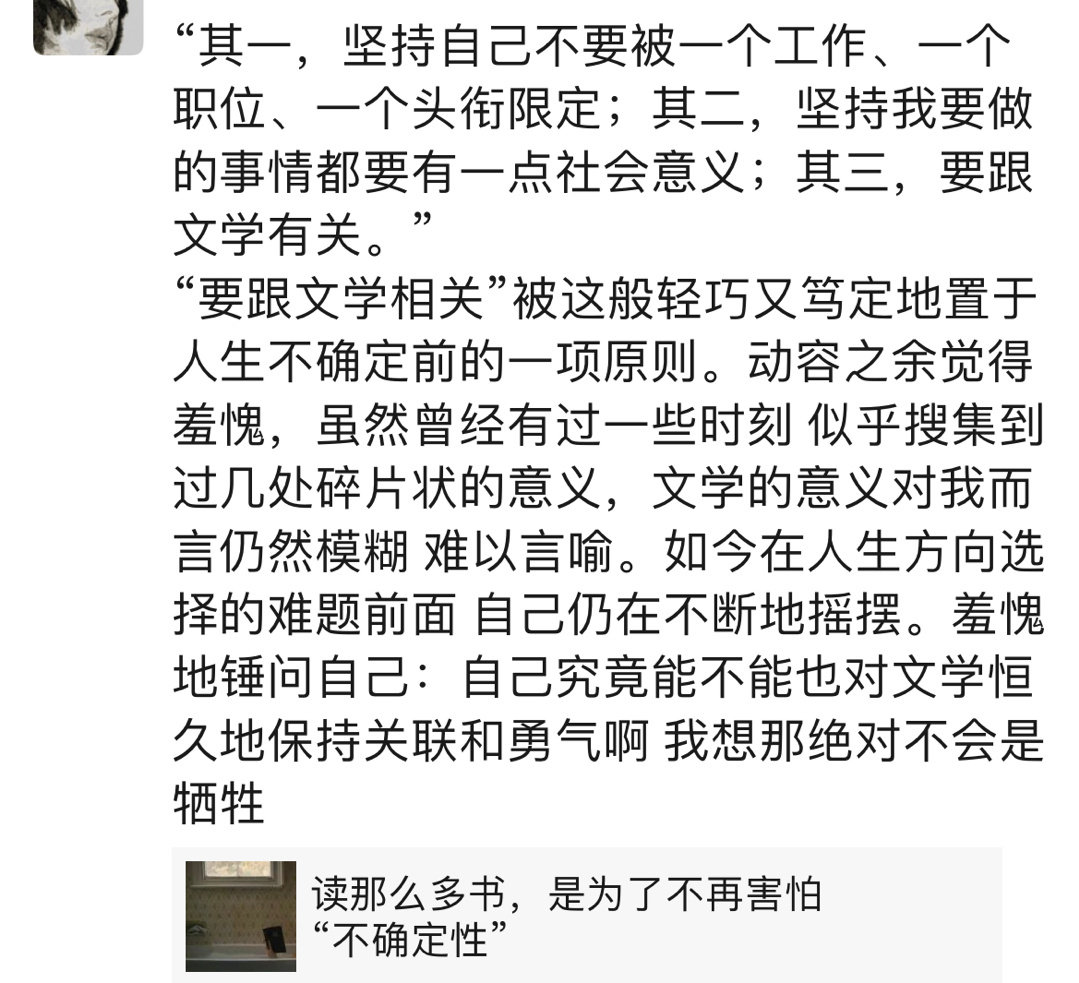 “其一，坚持自己不要被一个工作、一个
职位、一个头衔限定；其二，坚持我要做
的事情都要有一点社会意义；其三，要跟
文学有关。”
“要跟文学相关”被这般轻巧又笃定地置于
人生不确定前的一项原则。动容之余觉得
羞愧，虽然曾经有过一些时刻 似乎搜集到
过几处碎片状的意义，文学的意义对我而
言仍然模糊 难以言喻。如今在人生方向选
择的难题前面 自己仍在不断地摇摆。羞愧
地锤问自己：自己究竟能不能也对文学恒
久地保持关联和勇气啊 我想那绝对不会是
牺牲
读那么多书，是为了不再害怕
“不确定性”